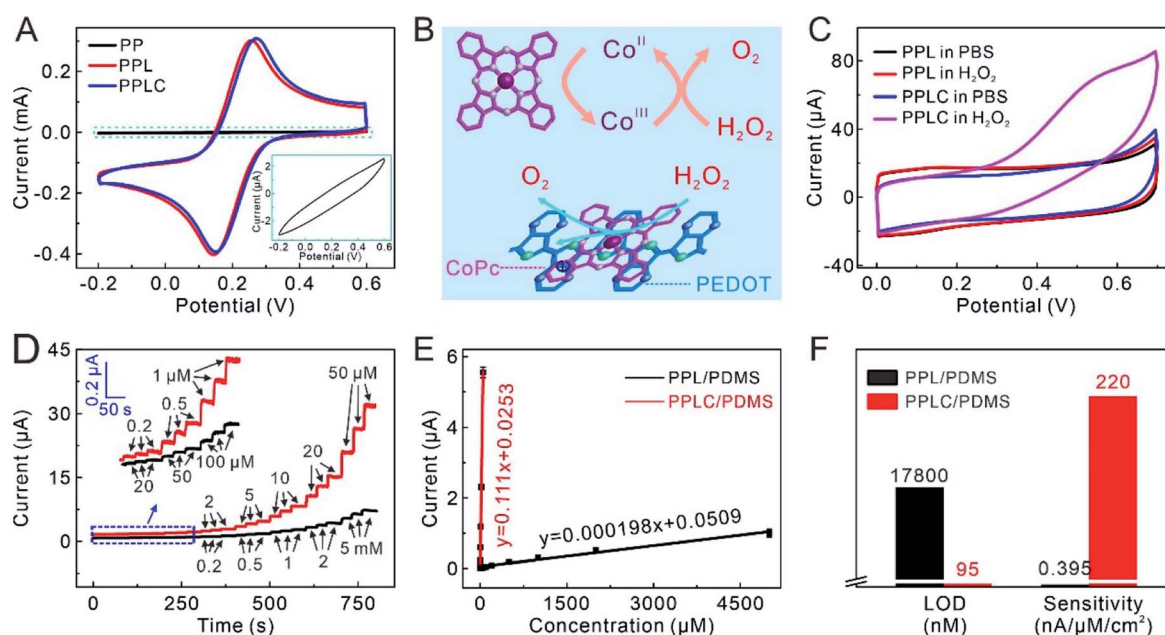 A
PP
PPL
PPLC
Current (mA)
0.2
0.0
-0.2
-0.4
-0.2
0.0
0.2
0.4
0.6
Potential (V)
Current (μA)
2
0
-2
-0.2 0.0 0.2 0.4 0.6
Potential (V)
B
Co^II
O₂
Co^III
H₂O₂
O₂
H₂O₂
CoPc
PEDOT
C
PPL in PBS
PPL in H₂O₂
PPLC in PBS
PPLC in H₂O₂
Current (μA)
80
40
0
-40
0.0
0.2
0.4
0.6
Potential (V)
D
45
30
15
0
Current (μA)
0.2 μA
50 s
1 μM
0.5
0.2
20
50
100 μM
50 μM
20
10
5
2
0.2
0.5
1
2
5 mM
0
250
500
750
Time (s)
E
6
4
2
0
Current (μA)
PPL/PDMS
PPLC/PDMS
y=0.111x+0.0253
y=0.000198x+0.0509
0
1500
3000
4500
Concentration (μM)
F
PPL/PDMS
PPLC/PDMS
220
17800
95
0.395
LOD
(nM)
Sensitivity
(nA/μM/cm²)